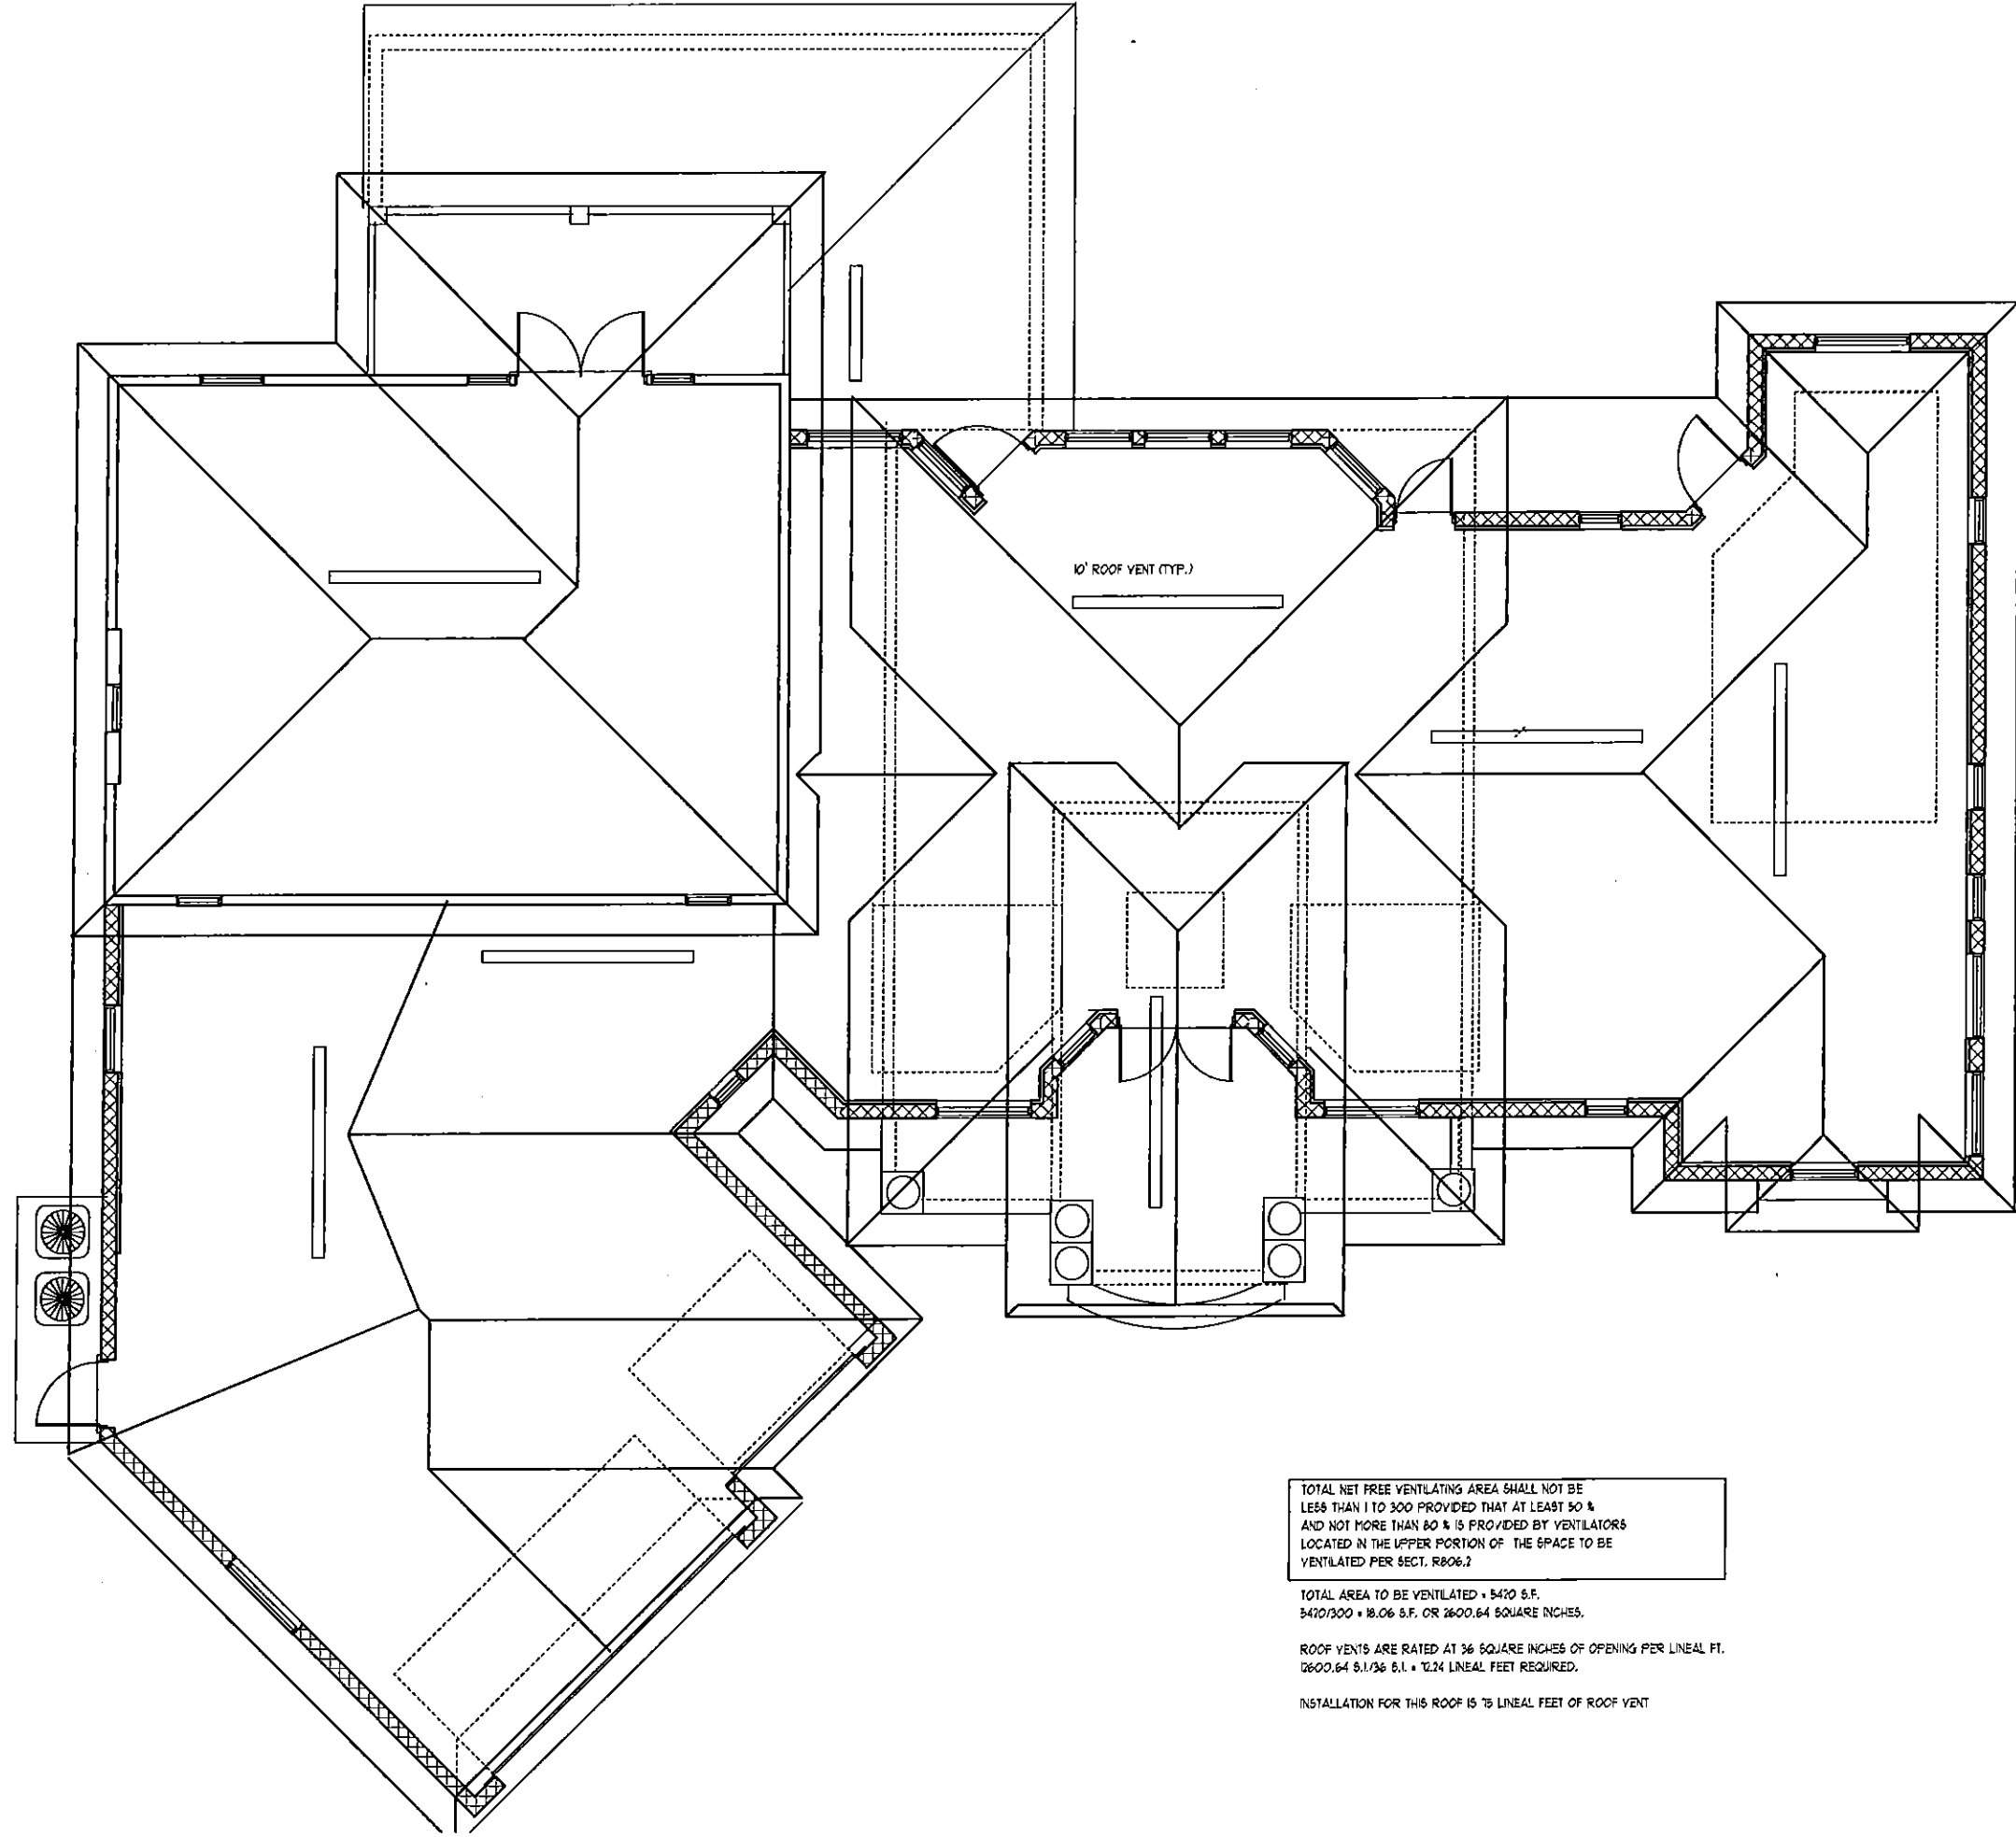 10' ROOF VENT (TYP.)
TOTAL NET FREE VENTILATING AREA SHALL NOT BE
LESS THAN 1 TO 300 PROVIDED THAT AT LEAST 50 %
AND NOT MORE THAN 80 % IS PROVIDED BY VENTILATORS
LOCATED IN THE UPPER PORTION OF THE SPACE TO BE
VENTILATED PER SECT. R806.2
TOTAL AREA TO BE VENTILATED = 5420 S.F.
5420/300 = 18.06 S.F. OR 2600.64 SQUARE INCHES.
ROOF VENTS ARE RATED AT 36 SQUARE INCHES OF OPENING PER LINEAL FT.
2600.64 S.I./36 S.I. = 72.24 LINEAL FEET REQUIRED.
INSTALLATION FOR THIS ROOF IS 75 LINEAL FEET OF ROOF VENT